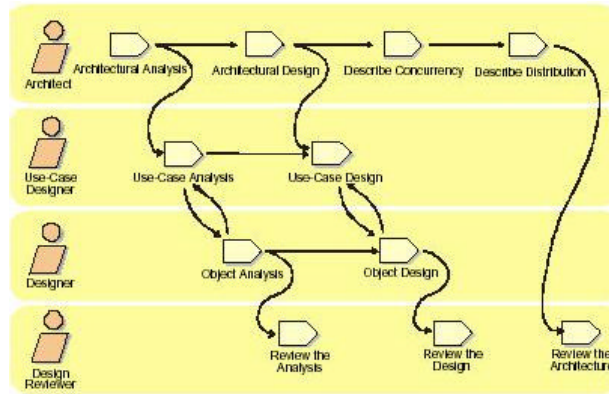 Architect
Architectural Analysis
Architectural Design
Describe Concurrency
Describe Distribution
Use-Case
Designer
Use-Case Analysis
Use-Case Design
Designer
Object Analysis
Object Design
Design
Reviewer
Review the
Analysis
Review the
Design
Review the
Architecture